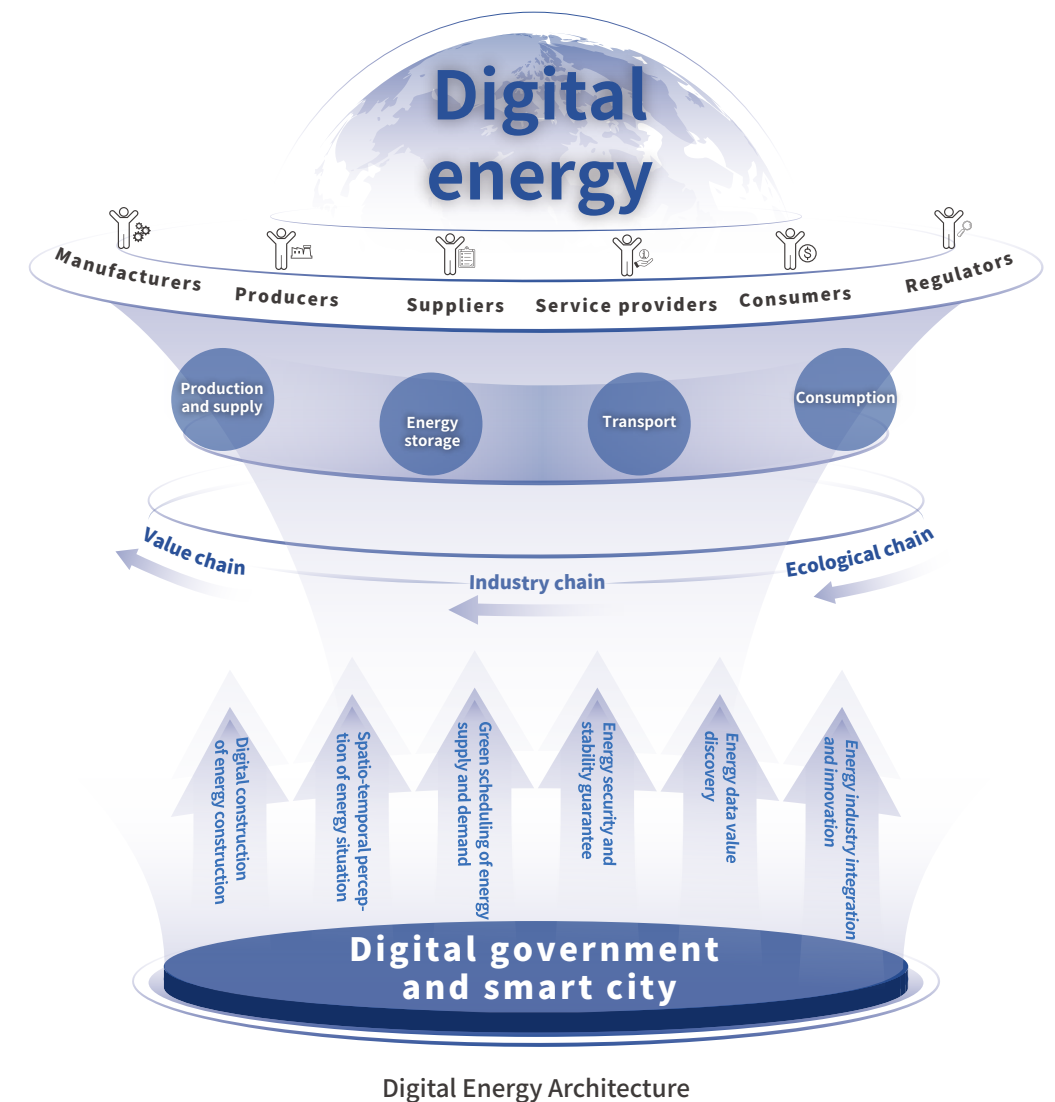 Digital
energy
Manufacturers
Producers
Suppliers
Service providers
Consumers
Regulators
Production
and supply
Energy
storage
Transport
Consumption
Value chain
Industry chain
Ecological chain
Digital construction
of energy construction
Spatio-temporal percep-
tion of energy situation
Green scheduling of energy
supply and demand
Energy security and
stability guarantee
Energy data value
discovery
Energy industry integration
and innovation
Digital government
and smart city
Digital Energy Architecture